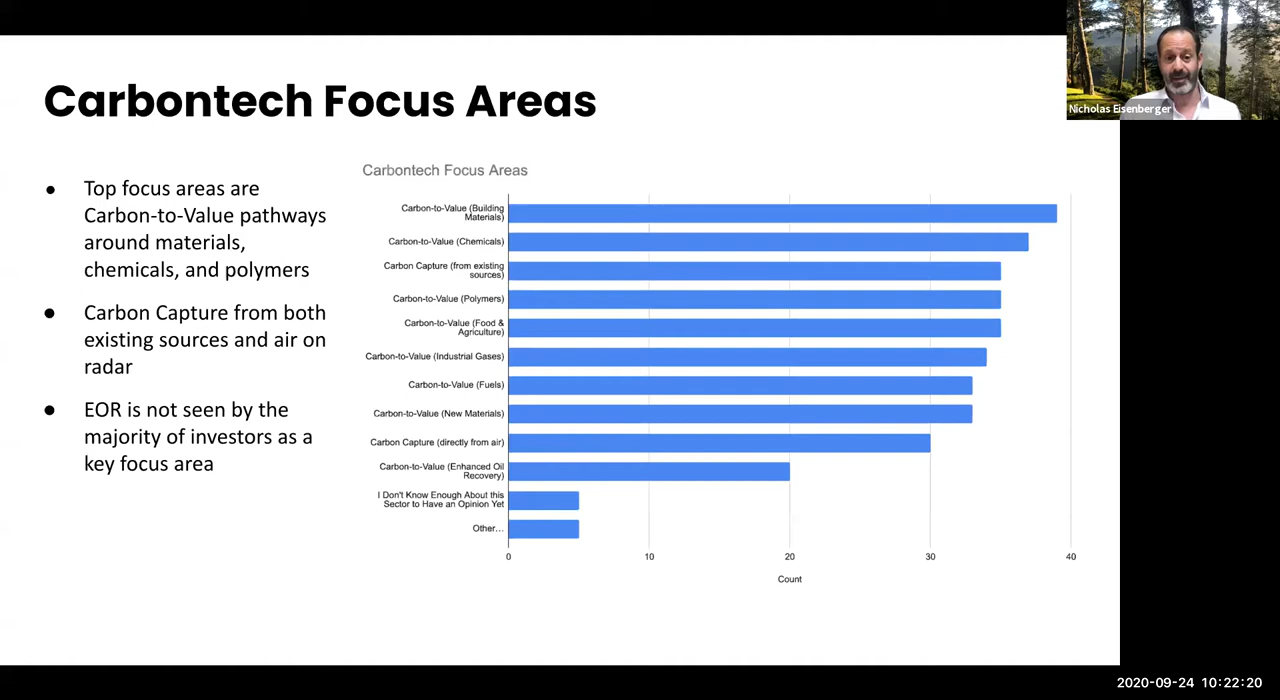 Carbontech Focus Areas
Nicholas Eisenberger
● Top focus areas are
Carbon-to-Value pathways
around materials,
chemicals, and polymers
● Carbon Capture from both
existing sources and air on
radar
● EOR is not seen by the
majority of investors as a
key focus area
Carbontech Focus Areas
Carbon-to-Value (Building
Materials)
Carbon-to-Value (Chemicals)
Carbon Capture (from existing
sources)
Carbon-to-Value (Polymers)
Carbon-to-Value (Food &
Agriculture)
Carbon-to-Value (Industrial Gases)
Carbon-to-Value (Fuels)
Carbon-to-Value (New Materials)
Carbon Capture (directly from air)
Carbon-to-Value (Enhanced Oil
Recovery)
I Don't Know Enough About this
Sector to Have an Opinion Yet
Other…
0 10 20 30 40
Count
2020-09-24 10:22:20